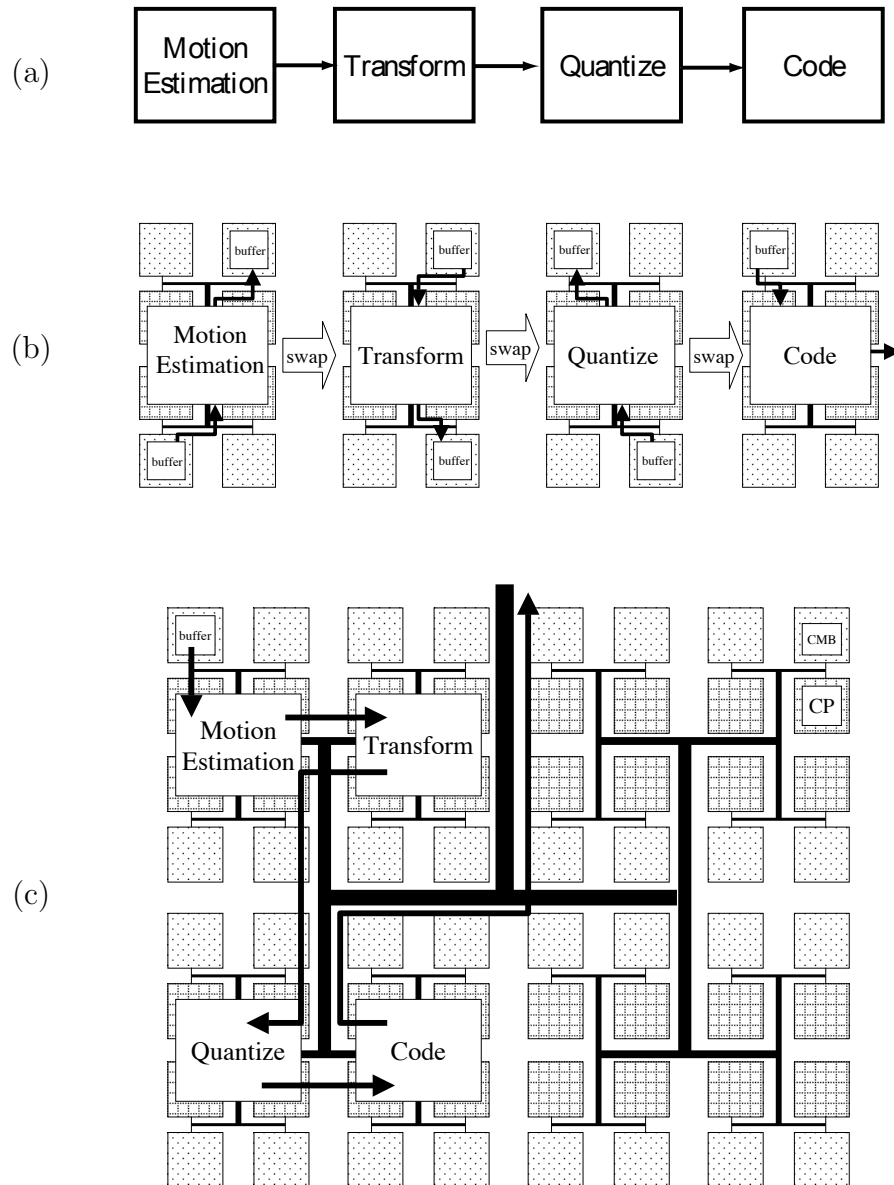 (a)
Motion
Estimation
Transform
Quantize
Code
(b)
buffer
buffer
buffer
buffer
Motion
Estimation
swap
Transform
swap
Quantize
swap
Code
buffer
buffer
buffer
(c)
buffer
CMB
CP
Motion
Estimation
Transform
Quantize
Code